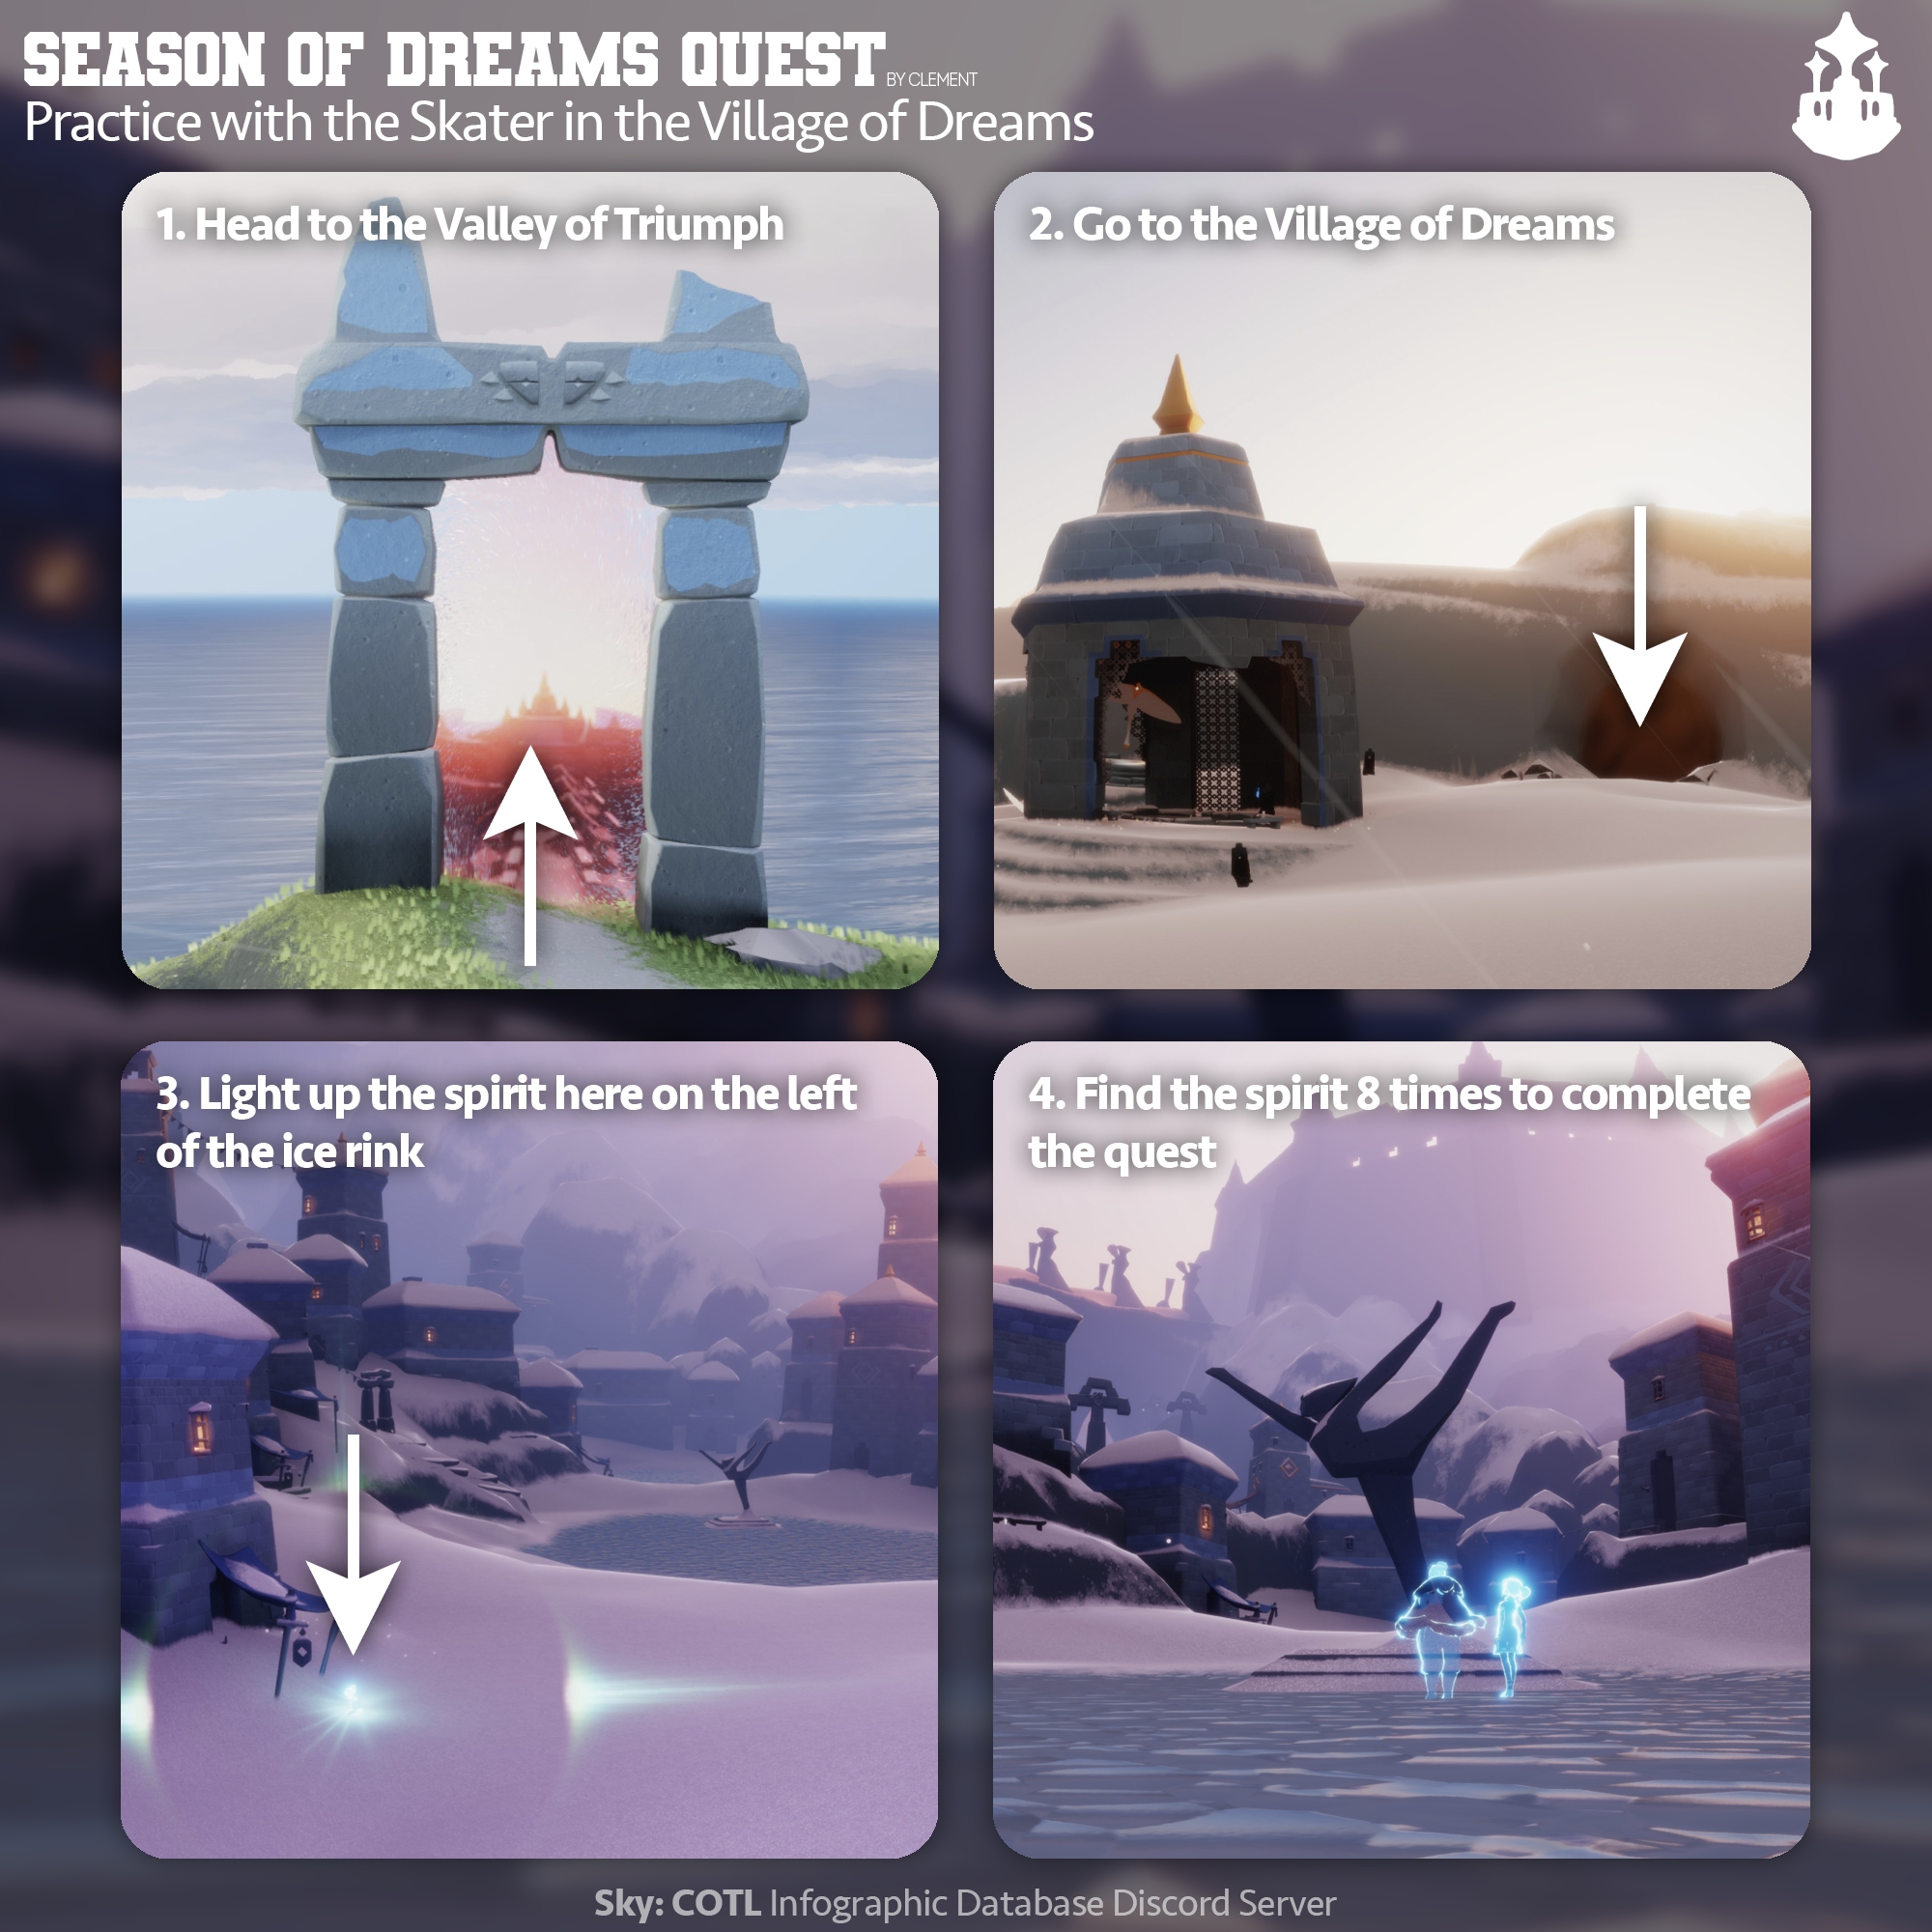 SEASON OF DREAMS QUEST BY CLEMENT
Practice with the Skater in the Village of Dreams
1. Head to the Valley of Triumph
2. Go to the Village of Dreams
3. Light up the spirit here on the left
of the ice rink
4. Find the spirit 8 times to complete
the quest
Sky: COTL Infographic Database Discord Server